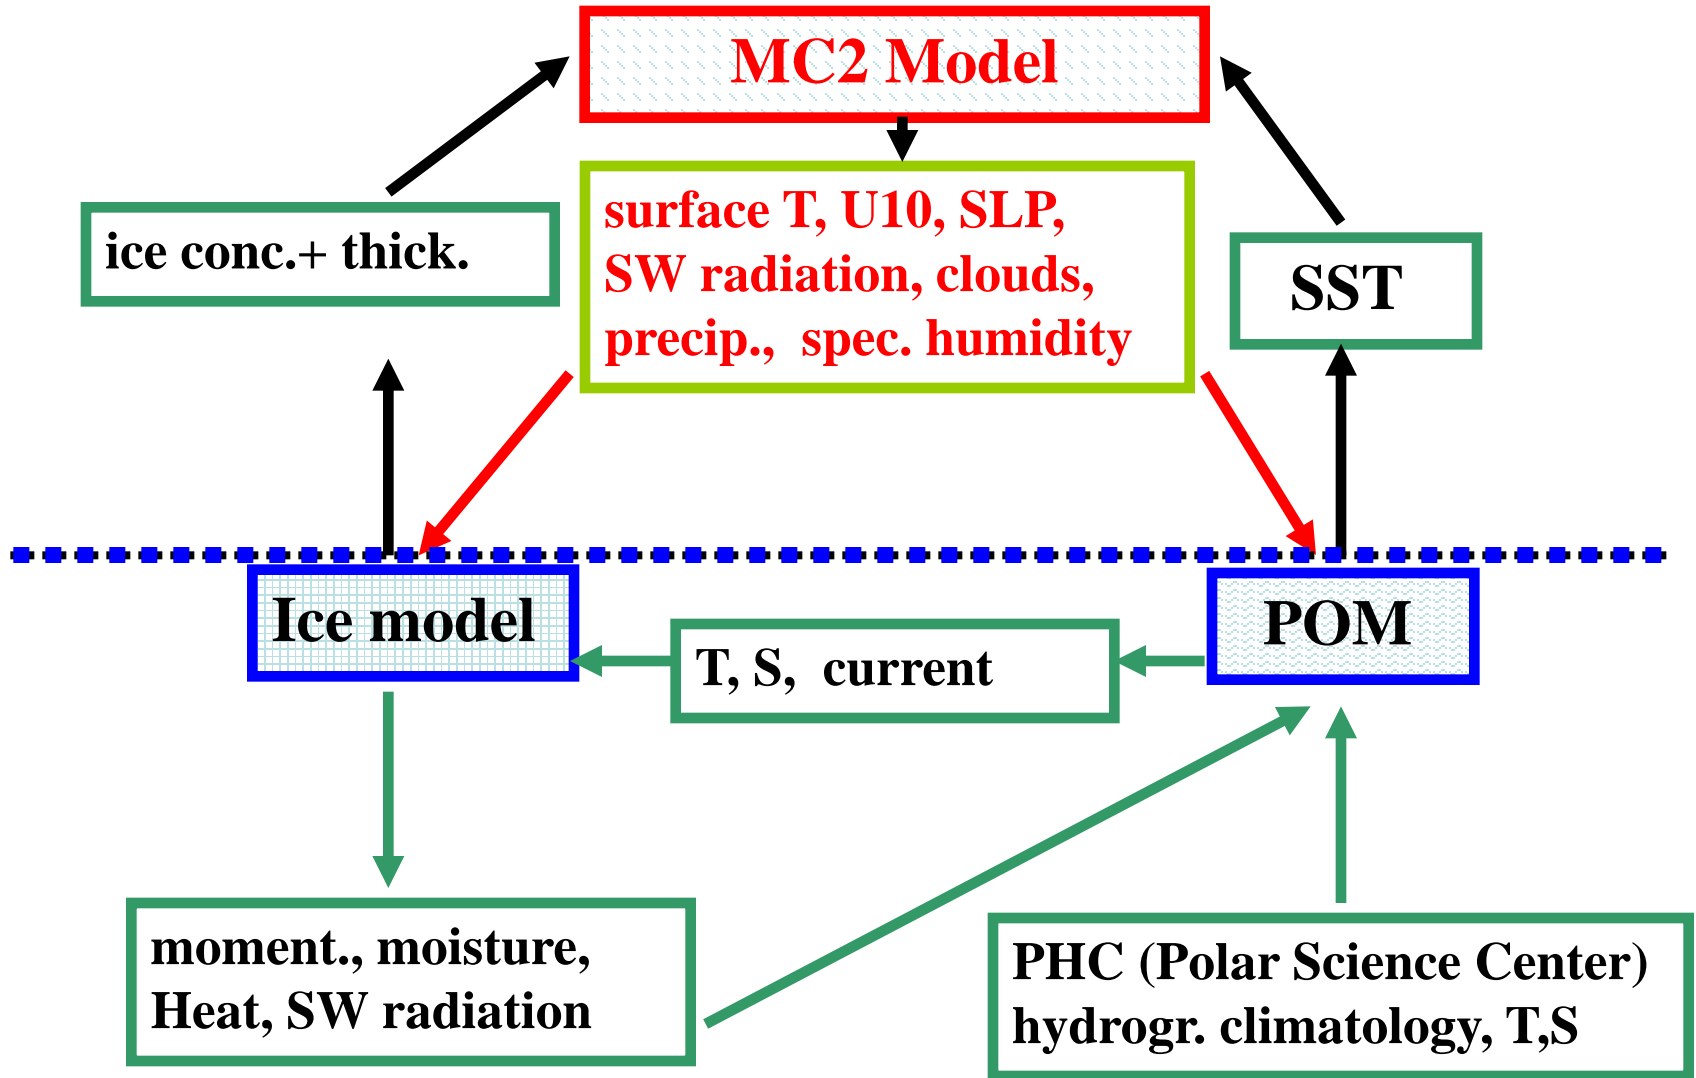 MC2 Model
surface T, U10, SLP,
SW radiation, clouds,
precip., spec. humidity
ice conc.+ thick.
SST
Ice model
POM
T, S, current
moment., moisture,
Heat, SW radiation
PHC (Polar Science Center)
hydrogr. climatology, T,S